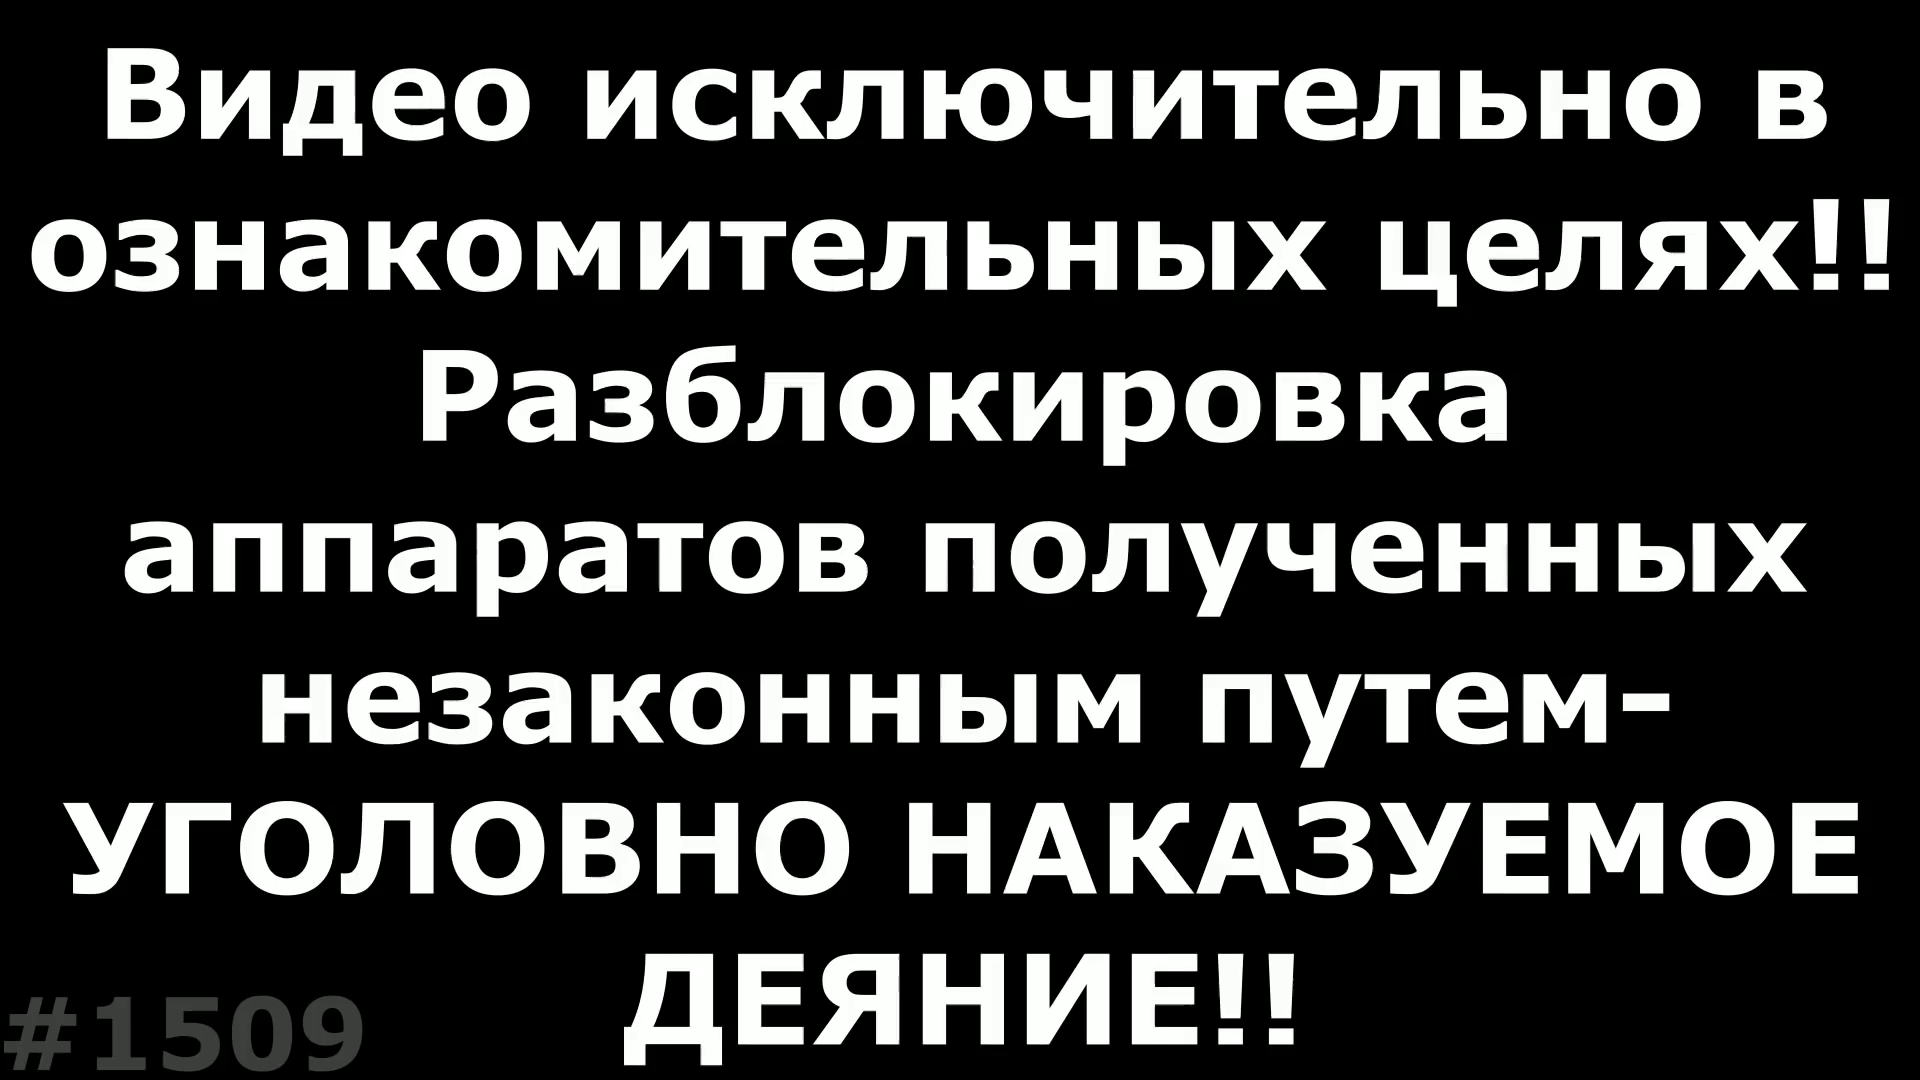 Видео исключительно в
ознакомительных целях!!
Разблокировка
аппаратов полученных
незаконным путем-
УГОЛОВНО НАКАЗУЕМОЕ
ДЕЯНИЕ!!
#1509